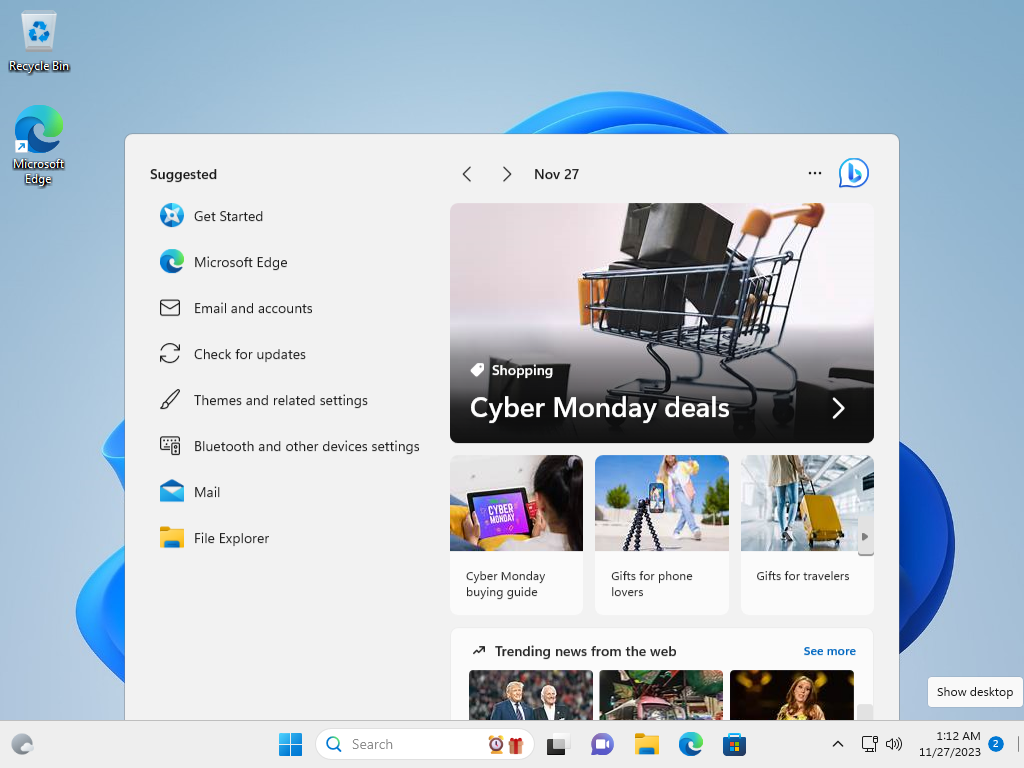 Recycle Bin
Microsoft
Edge
Suggested
Get Started
Microsoft Edge
Email and accounts
Check for updates
Themes and related settings
Bluetooth and other devices settings
Mail
File Explorer
Nov 27
Shopping
Cyber Monday deals
CYBER
MONDAY
Cyber Monday
buying guide
Gifts for phone
lovers
Gifts for travelers
Trending news from the web
See more
Show desktop
Search
1:12 AM
11/27/2023
2